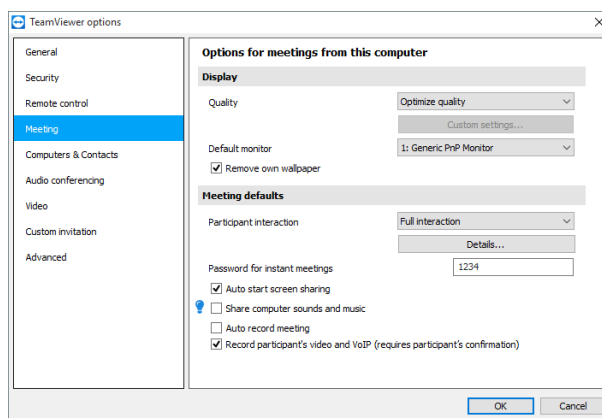 TeamViewer options
General
Security
Remote control
Meeting
Computers & Contacts
Audio conferencing
Video
Custom invitation
Advanced
Options for meetings from this computer
Display
Quality
Optimize quality
Custom settings...
Default monitor
1: Generic PnP Monitor
Remove own wallpaper
Meeting defaults
Participant interaction
Full interaction
Details...
Password for instant meetings
1234
Auto start screen sharing
Share computer sounds and music
Auto record meeting
Record participant's video and VoIP (requires participant's confirmation)
OK
Cancel